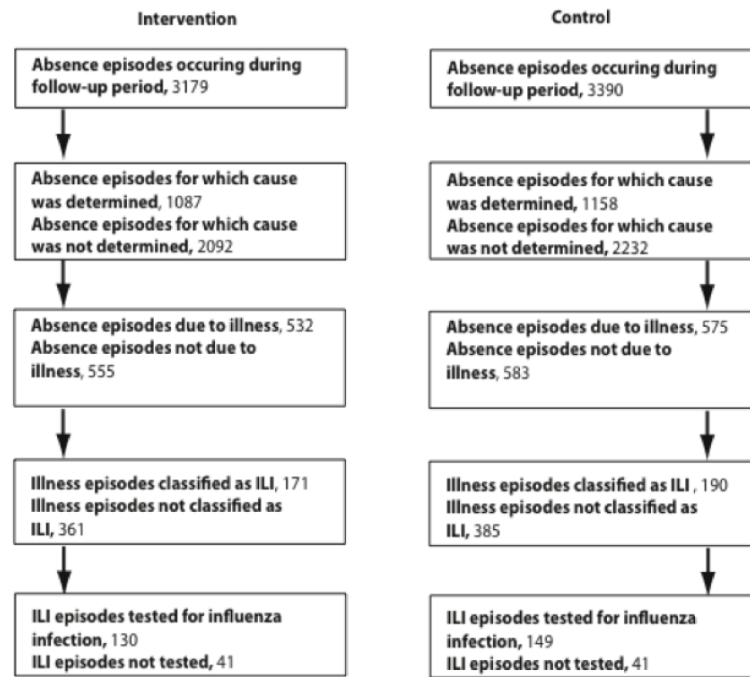 Intervention
Absence episodes occuring during
follow-up period, 3179
Absence episodes for which cause
was determined, 1087
Absence episodes for which cause
was not determined, 2092
Absence episodes due to illness, 532
Absence episodes not due to
illness, 555
Illness episodes classified as ILI, 171
Illness episodes not classified as
ILI, 361
ILI episodes tested for influenza
infection, 130
ILI episodes not tested, 41
Control
Absence episodes occuring during
follow-up period, 3390
Absence episodes for which cause
was determined, 1158
Absence episodes for which cause
was not determined, 2232
Absence episodes due to illness, 575
Absence episodes not due to
illness, 583
Illness episodes classified as ILI , 190
Illness episodes not classified as
ILI, 385
ILI episodes tested for influenza
infection, 149
ILI episodes not tested, 41